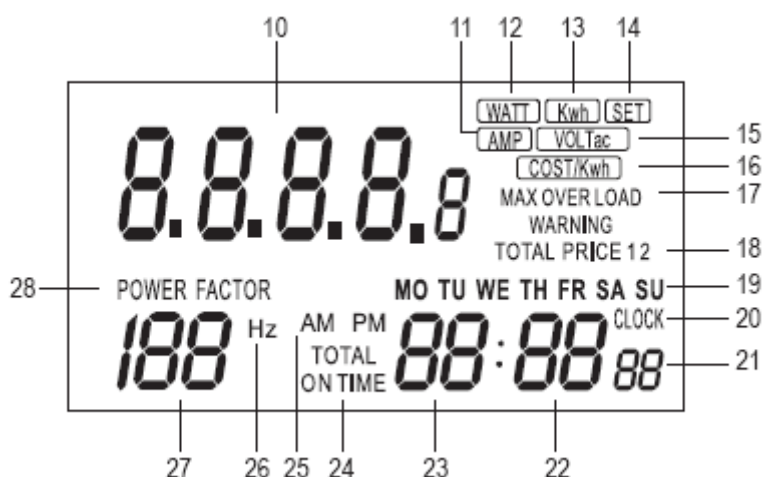 10 11 12 13 14
WATT Kwh SET
AMP VOLTac 15
8.8.8.8.8 COST/Kwh 16
MAX OVER LOAD 17
WARNING
TOTAL PRICE 12 18
28 POWER FACTOR MO TU WE TH FR SA SU 19
188 Hz AM PM 88:88 CLOCK 20
TOTAL 88 21
ON TIME
27 26 25 24 23 22